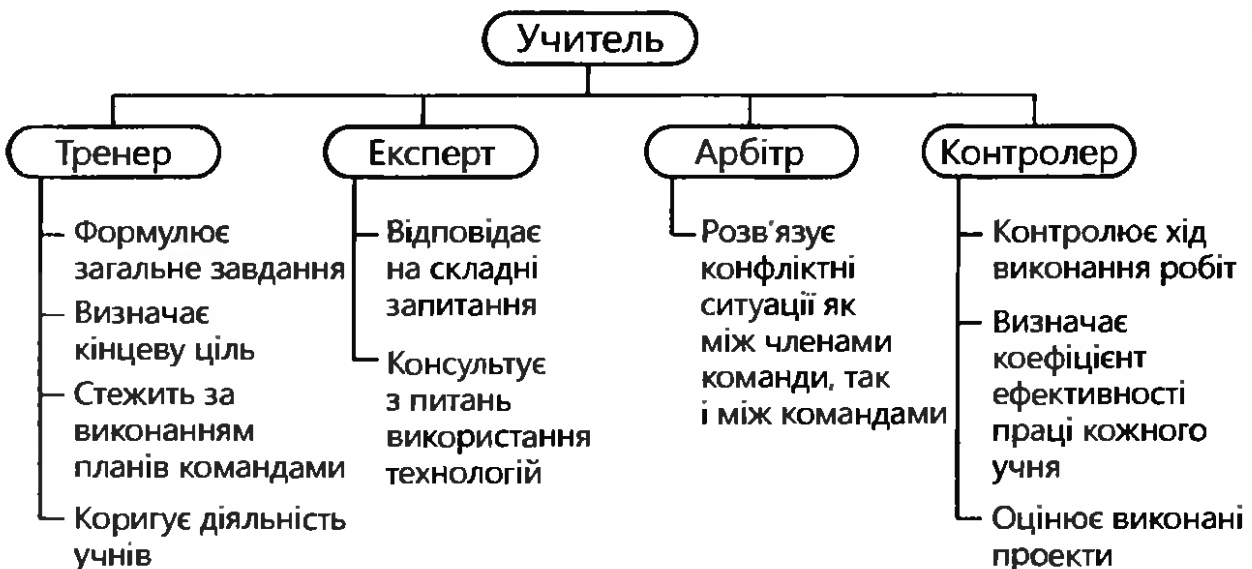 Учитель
Тренер
Формулює
загальне завдання
Визначає
кінцеву ціль
Стежить за
виконанням
планів командами
Коригує діяльність
учнів
Експерт
Відповідає
на складні
запитання
Консультує
з питань
використання
технологій
Арбітр
Розв'язує
конфліктні
ситуації як
між членами
команди, так
і між командами
Контролер
Контролює хід
виконання робіт
Визначає
коефіцієнт
ефективності
праці кожного
учня
Оцінює виконані
проекти